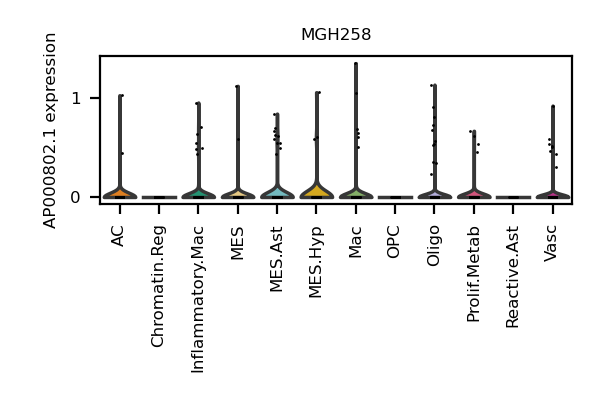 MGH258
AP000802.1 expression
1
0
AC
Chromatin.Reg
Inflammatory.Mac
MES
MES.Ast
MES.Hyp
Mac
OPC
Oligo
Prolif.Metab
Reactive.Ast
Vasc